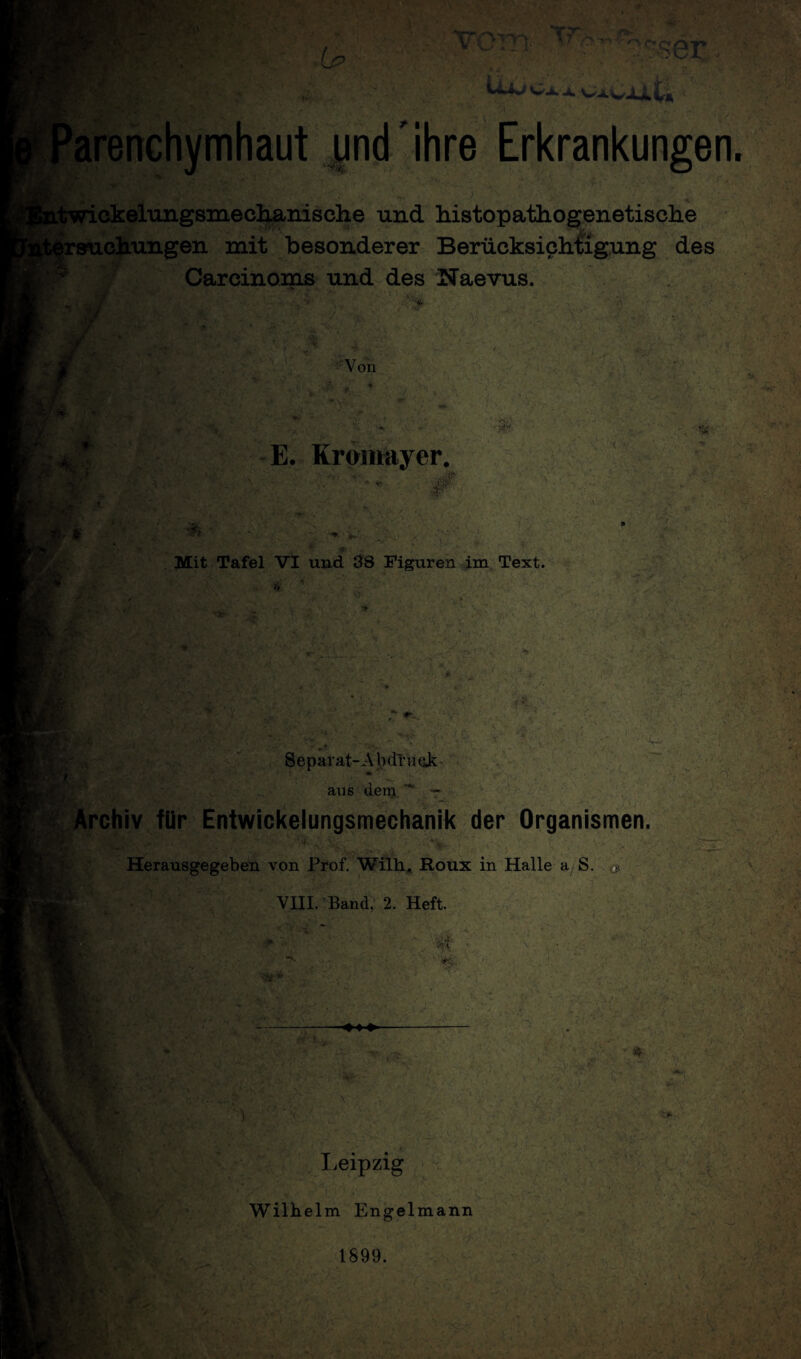 vom
Parenchymhaut und ihre Erkrankungen.
Entwickelungsmechanische und histopathogenetische
Untersuchungen mit besonderer Berücksichtigung des
Carcinoms und des Naevus.
Von
E. Kromayer.
Mit Tafel VI und 38 Figuren im Text.
Separat-Abdruck
aus dem
Archiv für Entwickelungsmechanik der Organismen.
Herausgegeben von Prof. Wilh. Roux in Halle a/S.
VIII. Band, 2. Heft.
Leipzig
Wilhelm Engelmann
1899.